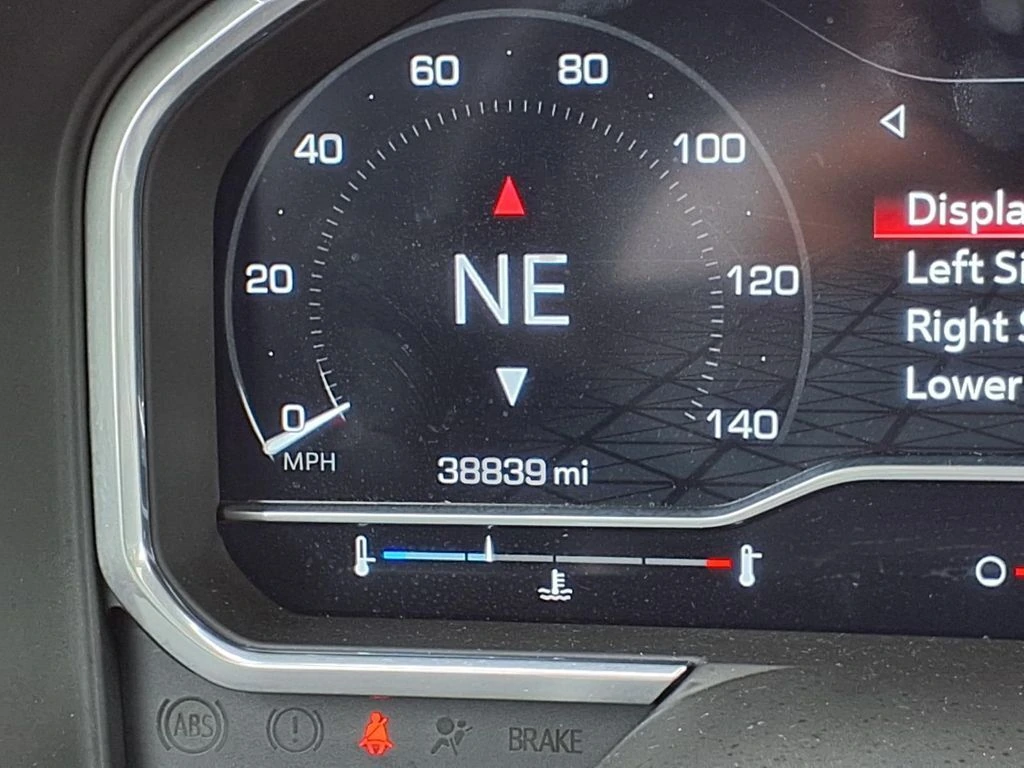 60 80
40 100
Displa
NE
Left Si
20 120
Right S
Lower
0 140
MPH
38839 mi
ABS
BRAKE